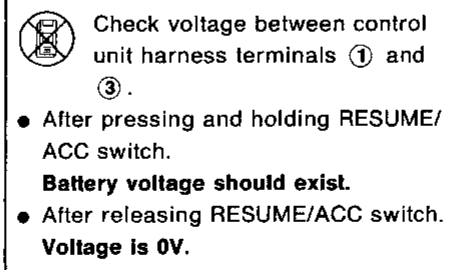 Check voltage between control
unit harness terminals ① and
③.
● After pressing and holding RESUME/
ACC switch.
Battery voltage should exist.
● After releasing RESUME/ACC switch.
Voltage is 0V.